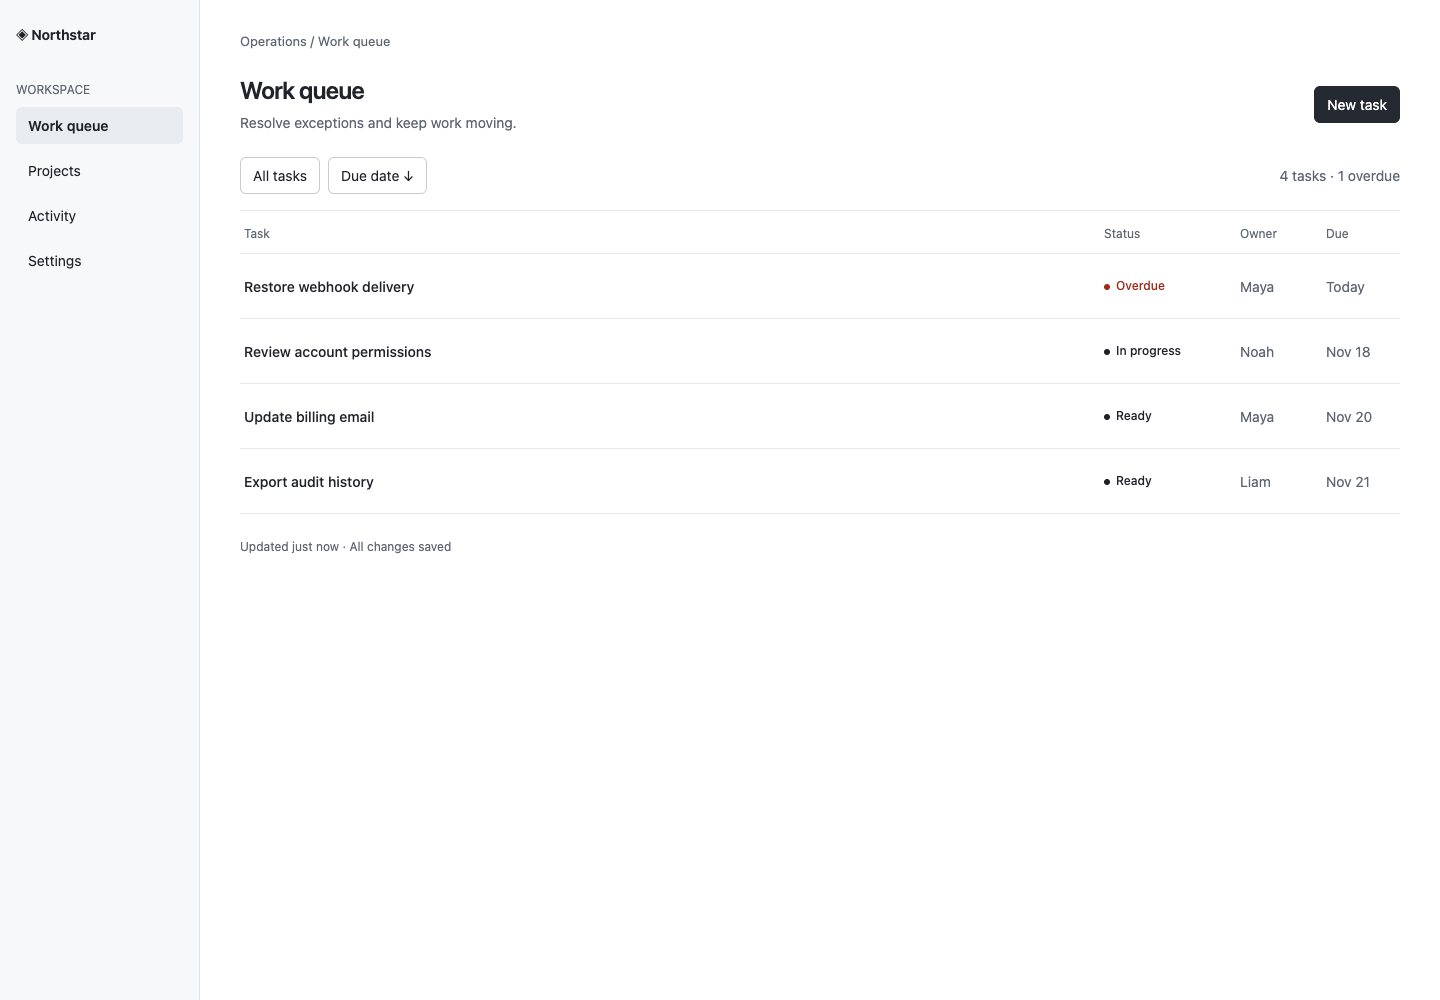 ◈ Northstar
WORKSPACE
Work queue
Projects
Activity
Settings
Operations / Work queue
Work queue
Resolve exceptions and keep work moving.
New task
All tasks
Due date ↓
4 tasks · 1 overdue
Task Status Owner Due
Restore webhook delivery Overdue Maya Today
Review account permissions In progress Noah Nov 18
Update billing email Ready Maya Nov 20
Export audit history Ready Liam Nov 21
Updated just now · All changes saved